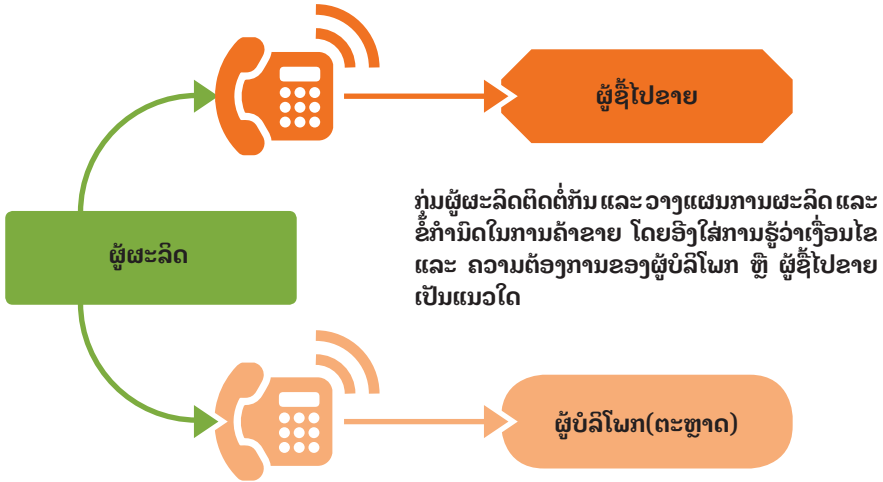 ຜູ້ຊື້ໄປຂາຍ
ກຸ່ມຜູ້ຜະລິດຕິດຕໍ່ກັນ ແລະ ວາງແຜນການຜະລິດ ແລະ
ຂໍ້ກຳນົດໃນການຄ້າຂາຍ ໂດຍອີງໃສ່ການຮູ້ວ່າເງື່ອນໄຂ
ແລະ ຄວາມຕ້ອງການຂອງຜູ້ບໍລິໂພກ ຫຼື ຜູ້ຊື້ໄປຂາຍ
ເປັນແນວໃດ
ຜູ້ຜະລິດ
ຜູ້ບໍລິໂພກ(ຕະຫຼາດ)